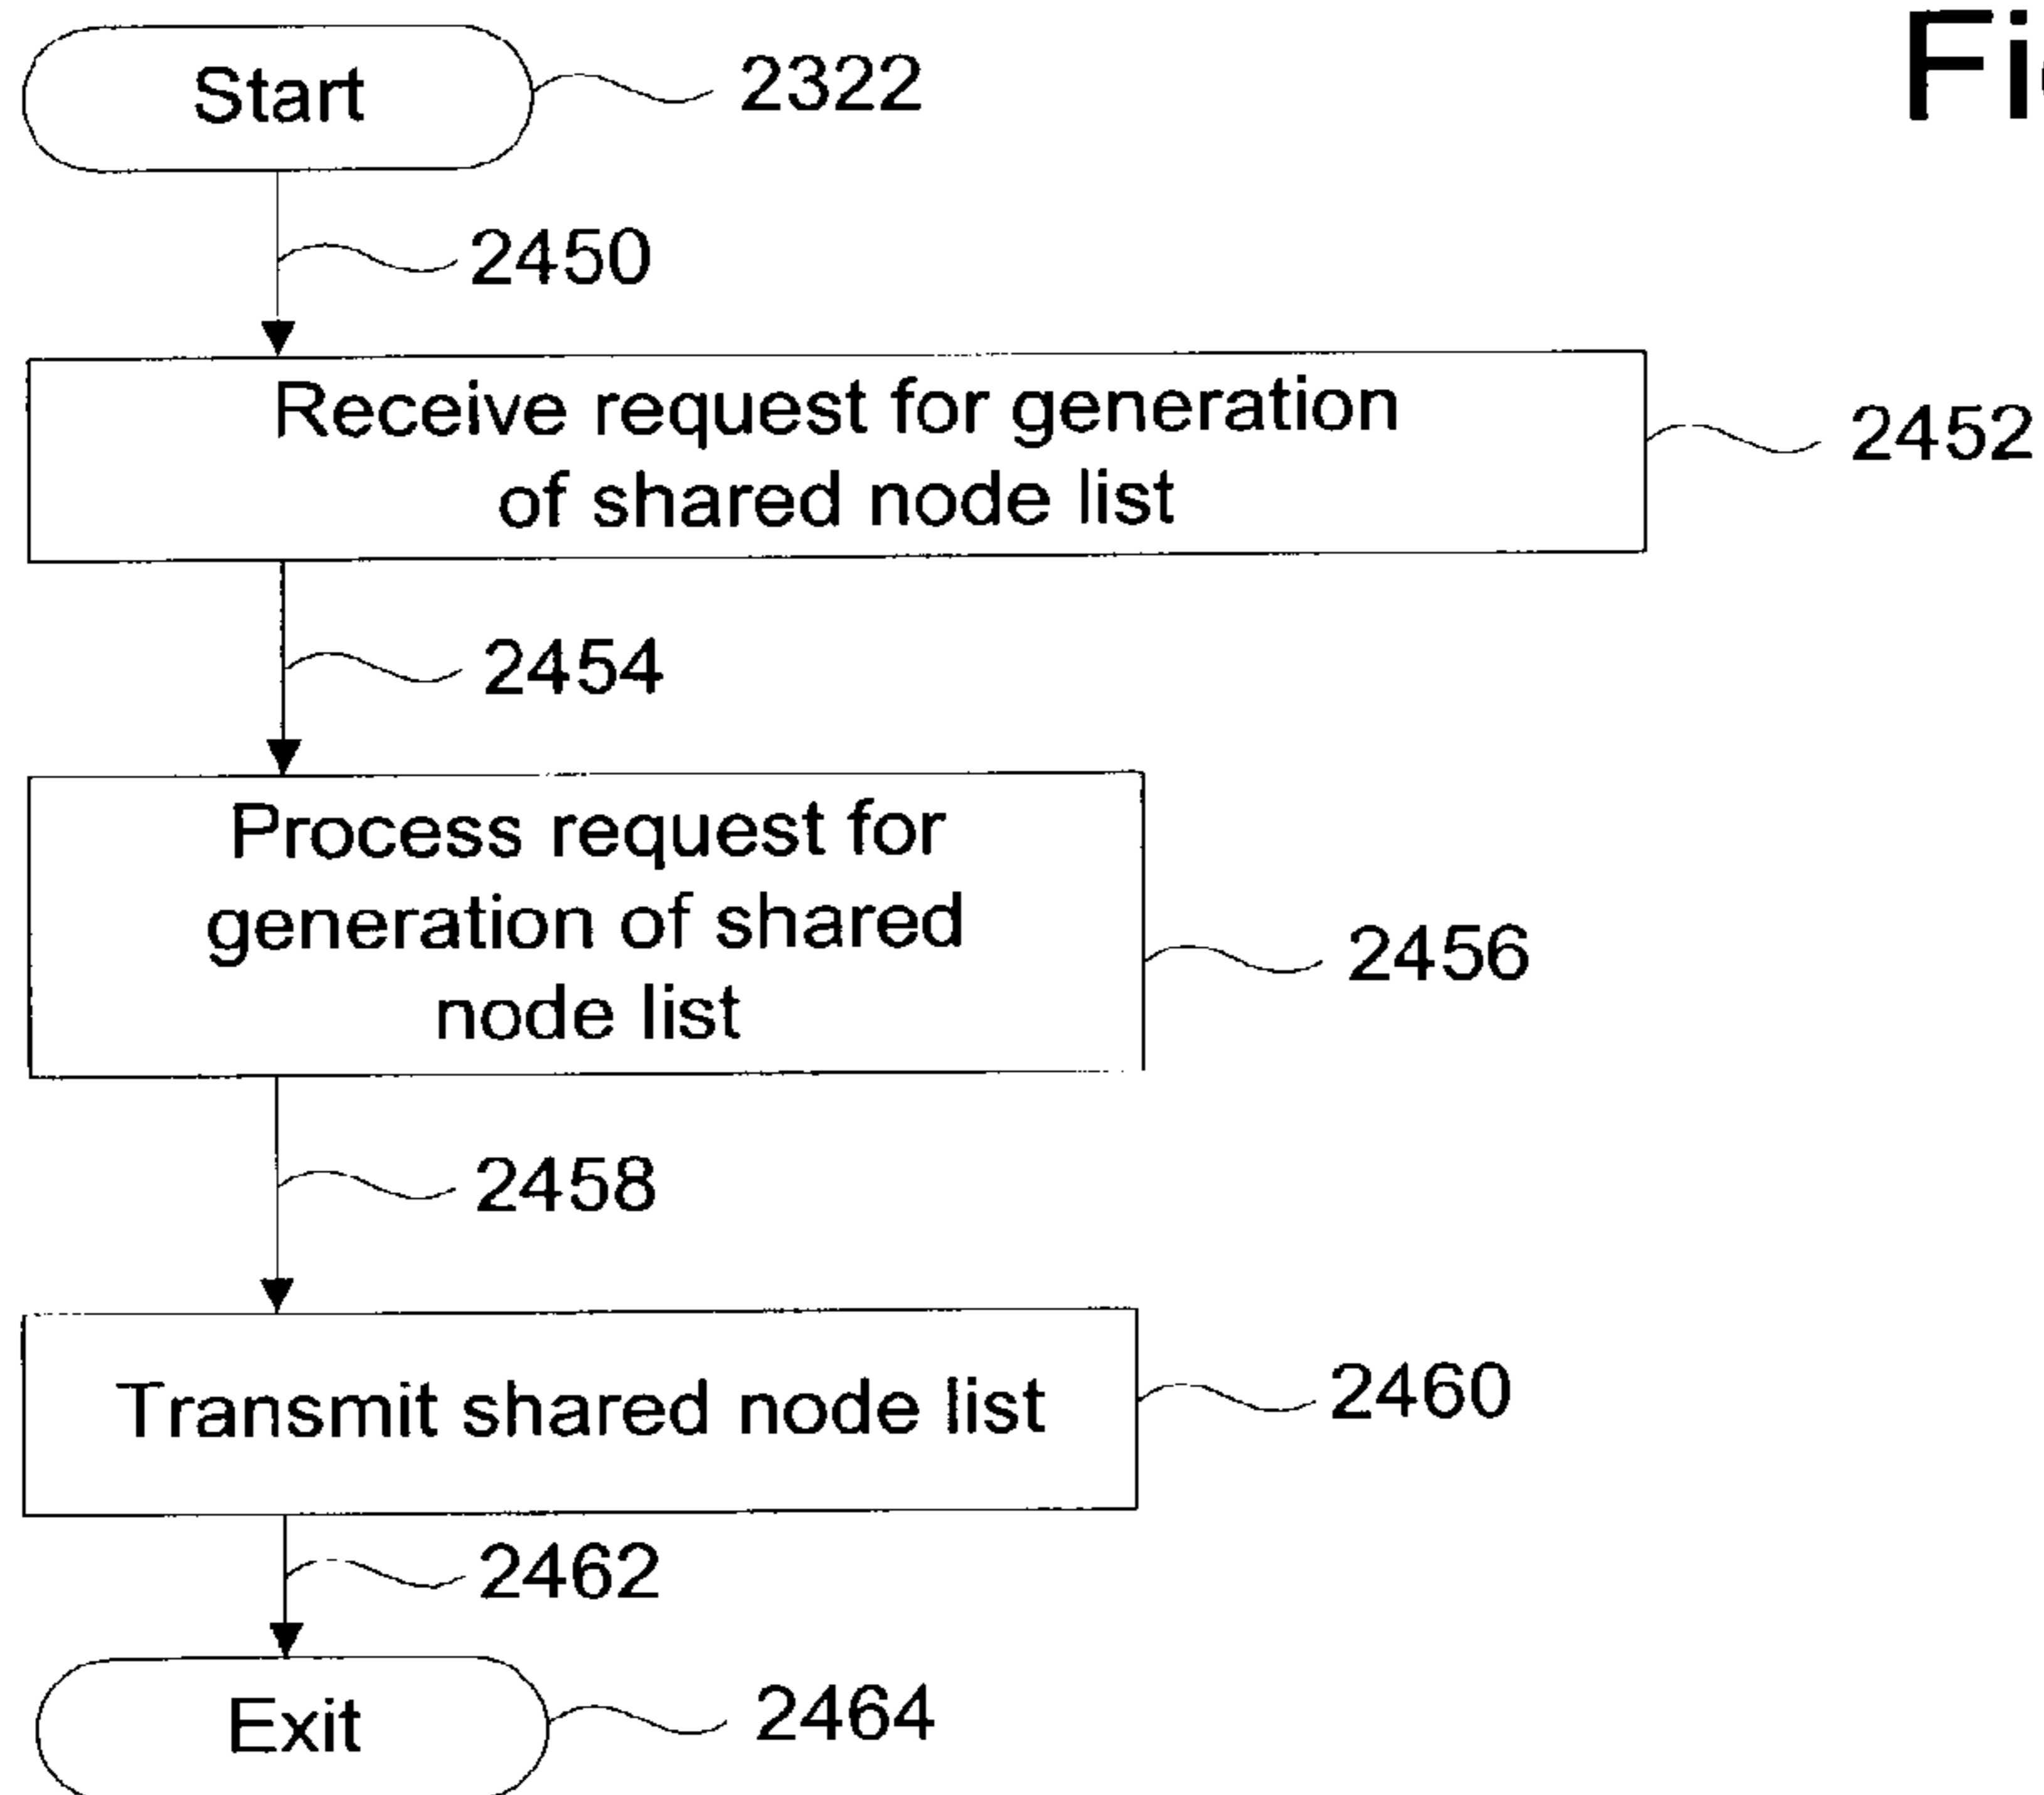 Start
2322
Fi
2450
Receive request for generation
of shared node list
2452
2454
Process request for
generation of shared
node list
2456
2458
Transmit shared node list
2460
2462
Exit
2464